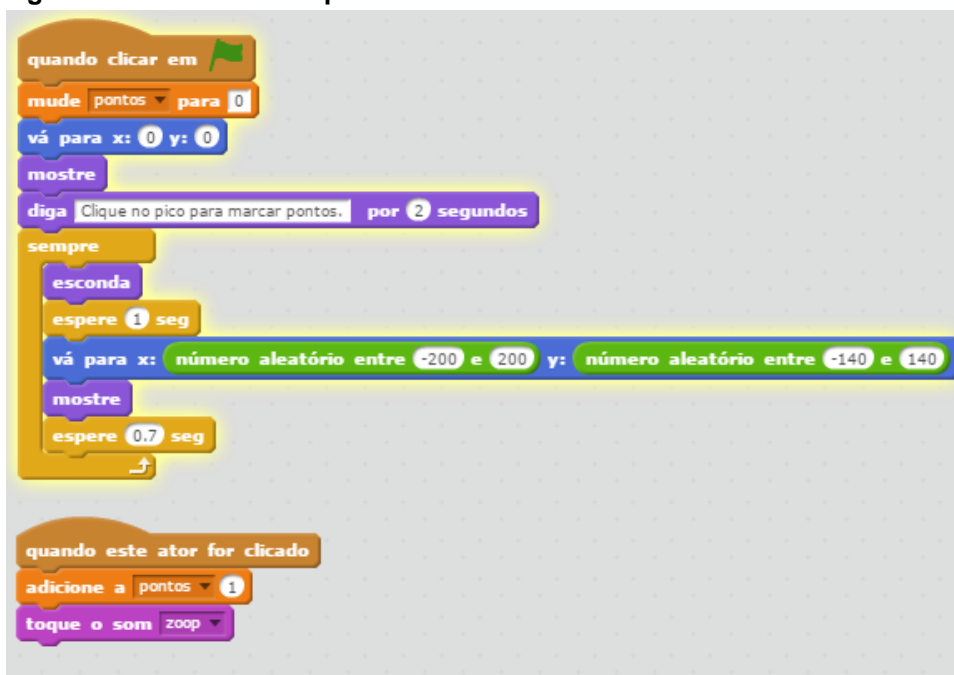 quando clicar em
mude pontos para 0
vá para x: 0 y: 0
mostre
diga Clique no pico para marcar pontos. por 2 segundos
sempre
esconda
espere 1 seg
vá para x: número aleatório entre -200 e 200 y: número aleatório entre -140 e 140
mostre
espere 0.7 seg
quando este ator for clicado
adicione a pontos 1
toque o som zoop